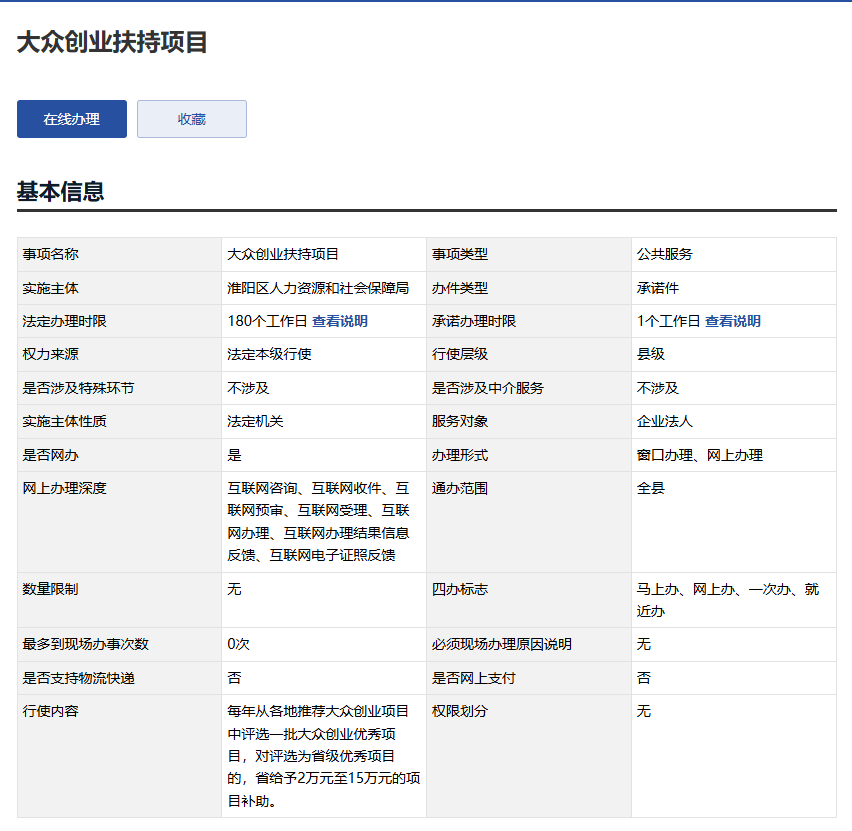 大众创业扶持项目
在线办理
收藏
基本信息
事项名称
大众创业扶持项目
事项类型
公共服务
实施主体
淮阳区人力资源和社会保障局
办件类型
承诺件
法定办理时限
180个工作日 查看说明
承诺办理时限
1个工作日 查看说明
权力来源
法定本级行使
行使层级
县级
是否涉及特殊环节
不涉及
是否涉及中介服务
不涉及
实施主体性质
法定机关
服务对象
企业法人
是否网办
是
办理形式
窗口办理、网上办理
网上办理深度
互联网咨询、互联网收件、互
联网预审、互联网受理、互联
网办理、互联网办理结果信息
反馈、互联网电子证照反馈
通办范围
全县
数量限制
无
四办标志
马上办、网上办、一次办、就
近办
最多到现场办事次数
0次
必须现场办理原因说明
无
是否支持物流快递
否
是否网上支付
否
行使内容
每年从各地推荐大众创业项目
中评选一批大众创业优秀项
目，对评选为省级优秀项目
的，省给予2万元至15万元的项
目补助。
权限划分
无